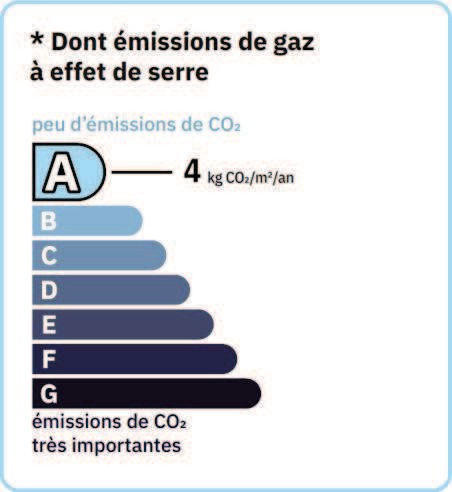 * Dont émissions de gaz
à effet de serre
peu d'émissions de CO₂
A 4 kg CO₂/m²/an
B
C
D
E
F
G
émissions de CO₂
très importantes